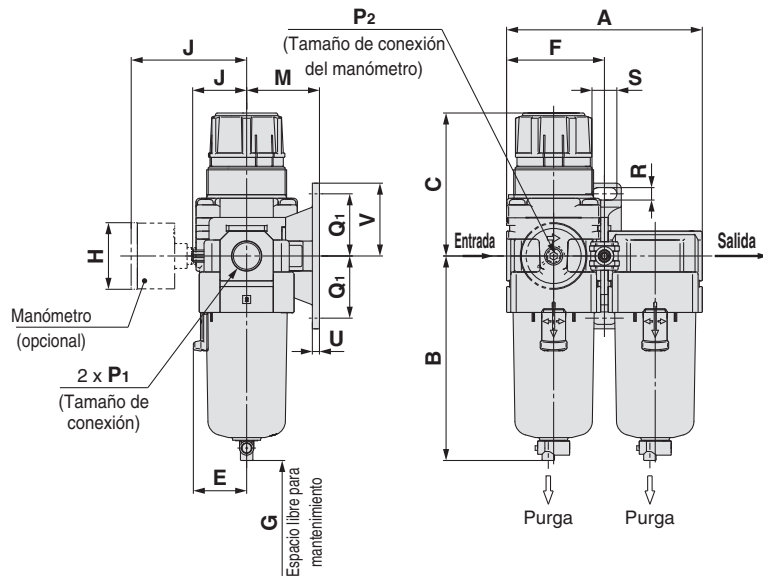 P2
(Tamaño de conexión
del manómetro)
A
F
S
J
J
M
C
R
V
Q1
Q1
H
Entrada
Salida
Manómetro
(opcional)
U
B
2 x P1
(Tamaño de
conexión)
E
G
Espacio libre para
mantenimiento
Purga
Purga